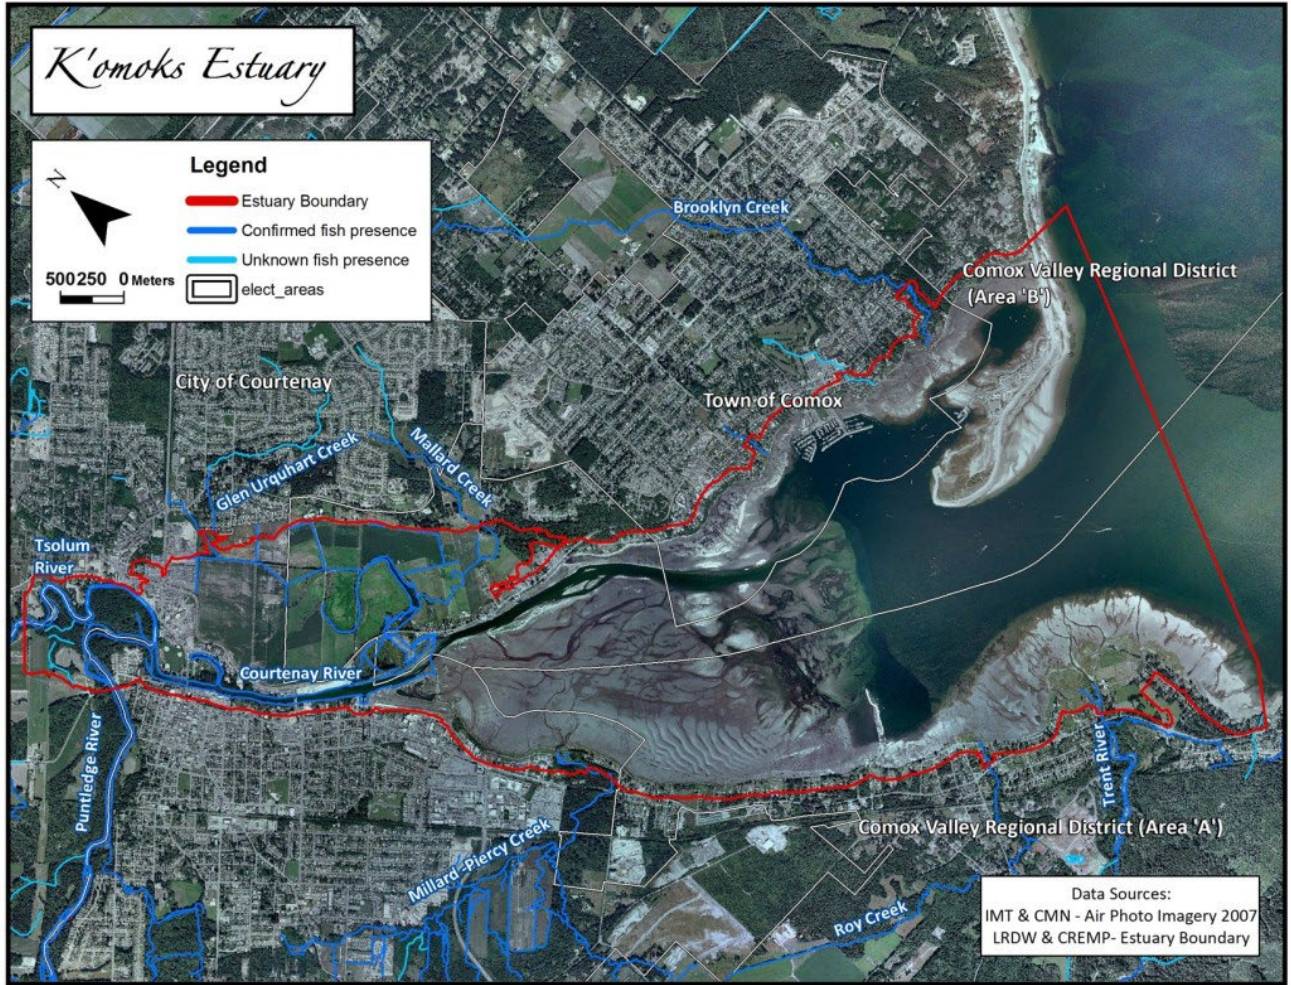 K'omoks Estuary
Legend
N
Estuary Boundary
Confirmed fish presence
Unknown fish presence
500 250 0 Meters
elect_areas
Brooklyn Creek
Comox Valley Regional District
(Area 'B')
City of Courtenay
Town of Comox
Glen Urquhart Creek
Mallard Creek
Tsolum
River
Courtenay River
Puntledge River
Trent River
Comox Valley Regional District (Area 'A')
Millard -Piercy Creek
Roy Creek
Data Sources:
IMT & CMN - Air Photo Imagery 2007
LRDW & CREMP- Estuary Boundary